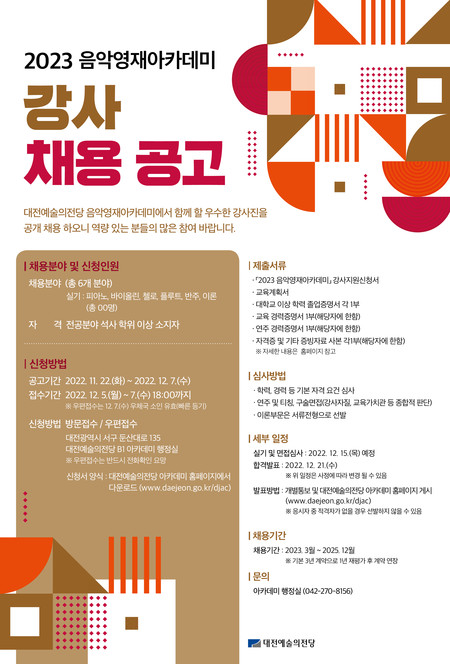 2023 음악영재아카데미
강사
채용 공고
대전예술의전당 음악영재아카데미에서 함께 할 우수한 강사진을
공개 채용 하오니 역량 있는 분들의 많은 참여 바랍니다.
채용분야 및 신청인원
채용분야 (총 6개 분야)
실기 : 피아노, 바이올린, 첼로, 플루트, 반주, 이론
(총 00명)
자 격 전공분야 석사 학위 이상 소지자
신청방법
공고기간 2022. 11. 22.(화) ~ 2022. 12. 7.(수)
접수기간 2022. 12. 5.(월) ~ 7.(수) 18:00까지
※ 우편접수는 12. 7.(수) 우체국 소인 유효(빠른 등기)
신청방법 방문접수 / 우편접수
대전광역시 서구 둔산대로 135
대전예술의전당 B1 아카데미 행정실
※ 우편접수는 반드시 전화확인 요망
신청서 양식 : 대전예술의전당 아카데미 홈페이지에서
다운로드 (www.daejeon.go.kr/djac)
제출서류
· 「2023 음악영재아카데미」 강사지원신청서
· 교육계획서
· 대학교 이상 학력 졸업증명서 각 1부
· 교육 경력증명서 1부(해당자에 한함)
· 연주 경력증명서 1부(해당자에 한함)
· 자격증 및 기타 증빙자료 사본 각1부(해당자에 한함)
※ 자세한 내용은 홈페이지 참고
심사방법
· 학력, 경력 등 기본 자격 요건 심사
· 연주 및 티칭, 구술면접(강사자질, 교육가치관 등 종합적 판단)
· 이론부문은 서류전형으로 선발
세부 일정
실기 및 면접심사 : 2022. 12. 15.(목) 예정
합격발표 : 2022. 12. 21.(수)
※ 위 일정은 사정에 따라 변경 될 수 있음
발표방법 : 개별통보 및 대전예술의전당 아카데미 홈페이지 게시
(www.daejeon.go.kr/djac)
※ 응시자 중 적격자가 없을 경우 선발하지 않을 수 있음
채용기간
채용기간 : 2023. 3월 ~ 2025. 12월
※ 기본 3년 계약으로 1년 재평가 후 계약 연장
문의
아카데미 행정실 (042-270-8156)
대전예술의전당